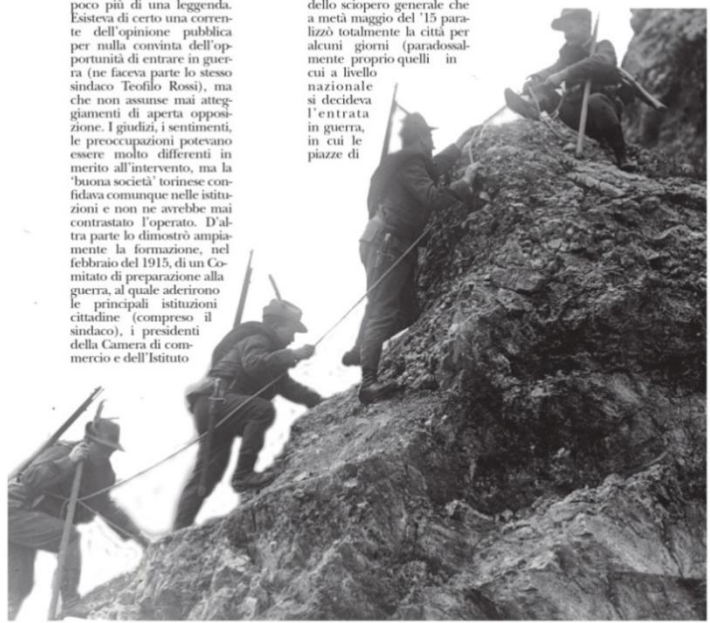 poco più di una leggenda.
Esisteva di certo una corren-
te dell'opinione pubblica
per nulla convinta dell'op-
portunità di entrare in guer-
ra (ne faceva parte lo stesso
sindaco Teofilo Rossi), ma
che non assunse mai atteg-
giamenti di aperta opposi-
zione. I giudizi, i sentimenti,
le preoccupazioni potevano
essere molto differenti in
merito all'intervento, ma la
'buona società' torinese con-
fidava comunque nelle istitu-
zioni e non ne avrebbe mai
contrastato l'operato. D'al-
tra parte lo dimostrò ampia-
mente la formazione, nel
febbraio del 1915, di un Co-
mitato di preparazione alla
guerra, al quale aderirono
le principali istituzioni
cittadine (compreso il
sindaco), i presidenti
della Camera di com-
mercio e dell'Istituto
dello sciopero generale che
a metà maggio del '15 para-
lizzò totalmente la città per
alcuni giorni (paradossal-
mente proprio quelli in
cui a livello
nazionale
si decideva
l'entrata
in guerra,
in cui le
piazze di